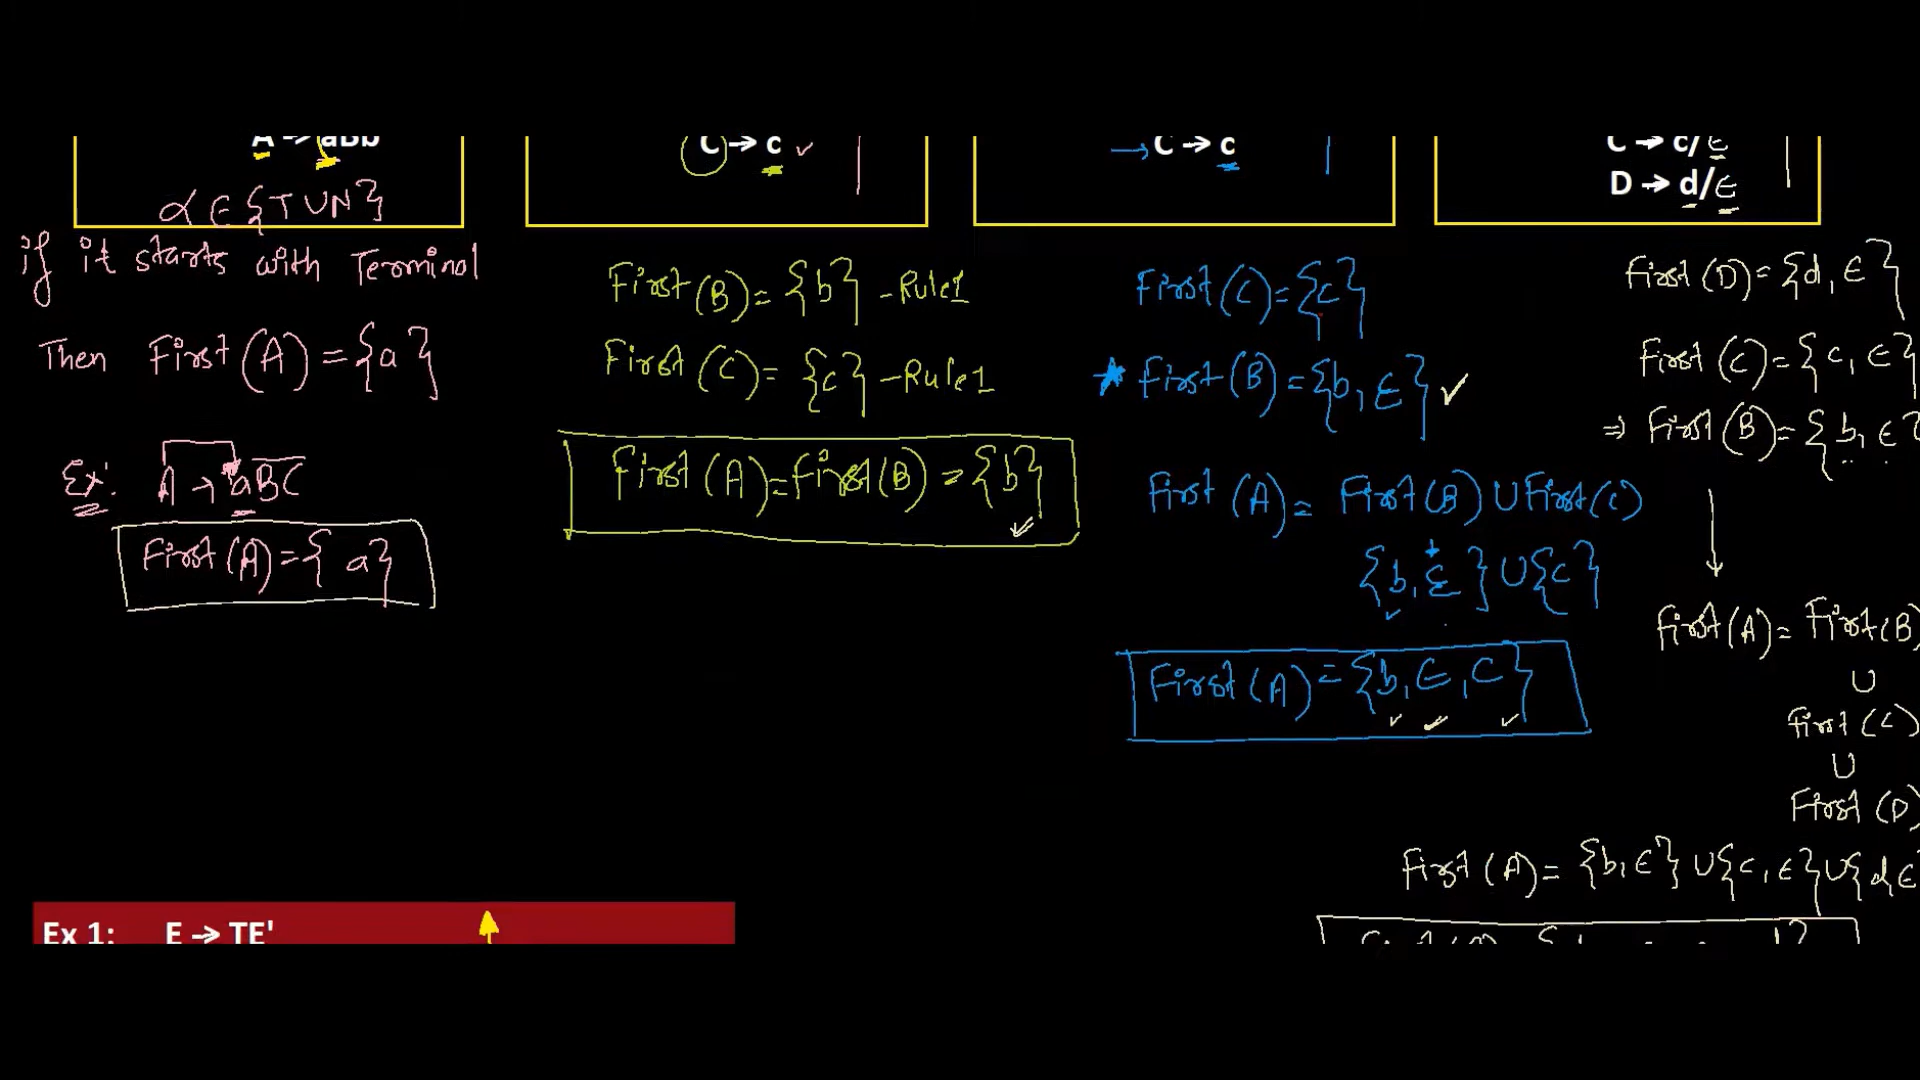 A → aBb
α ∈ {T ∪ N}
if it starts with Terminal
Then First (A) = {a}
Ex: A → aBC
First (A) = { a}
C → c
First (B) = {b} - Rule1
First (C) = {c} - Rule1
First (A) = First (B) = {b}
→ C → c
First (C) = {c}
* First (B) = {b, ε}
First (A) = First (B) ∪ First (C)
{b, ε } ∪ {c}
First (A) = {b, ε, c}
C → c/ε
D → d/ε
First (D) = {d, ε}
First (C) = {c, ε}
⇒ First (B) = {b, ε}
First (A) = First (B)
∪
First (C)
∪
First (D)
First (A) = {b, ε} ∪ {c, ε} ∪ {d ε
Ex 1: E → TE'